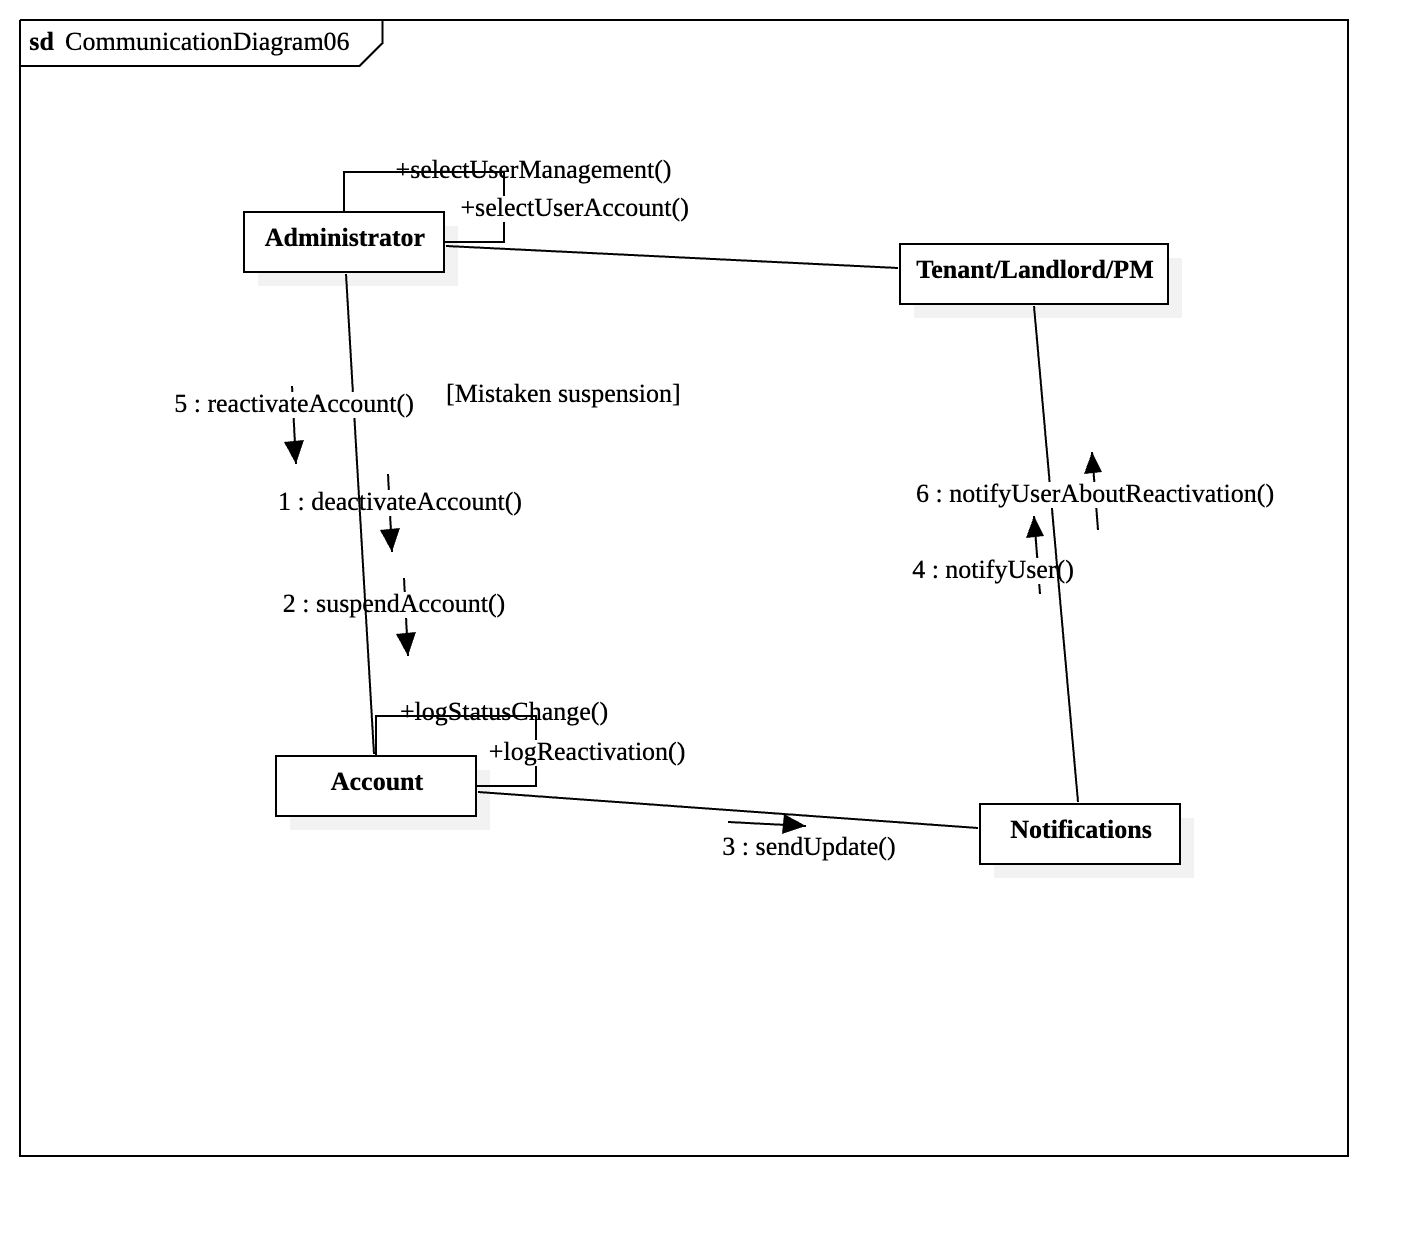 sd CommunicationDiagram06
+selectUserManagement()
+selectUserAccount()
Administrator
Tenant/Landlord/PM
[Mistaken suspension]
5 : reactivateAccount()
1 : deactivateAccount()
6 : notifyUserAboutReactivation()
4 : notifyUser()
2 : suspendAccount()
+logStatusChange()
+logReactivation()
Account
Notifications
3 : sendUpdate()